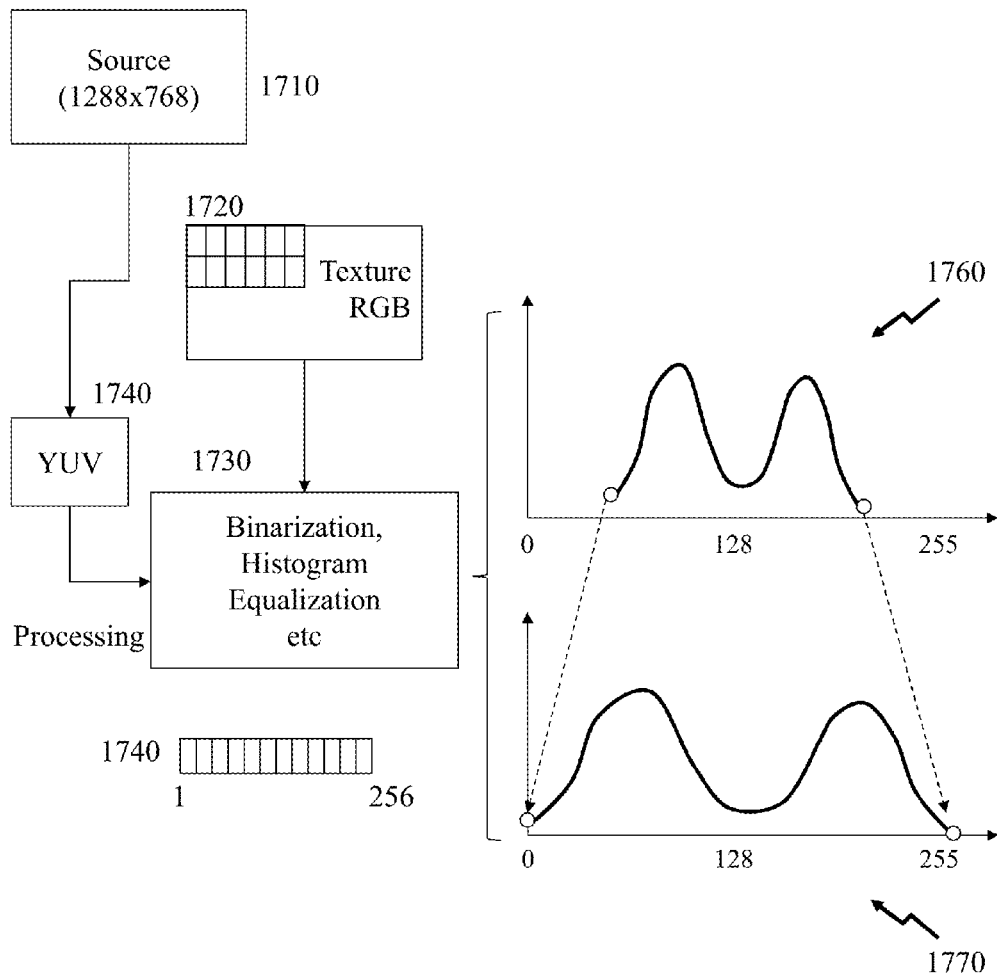 Source
(1288x768)
1710
1720
Texture
RGB
1760
1740
YUV
1730
Binarization,
Histogram
Equalization
etc
Processing
0
128
255
1740
1
256
0
128
255
1770